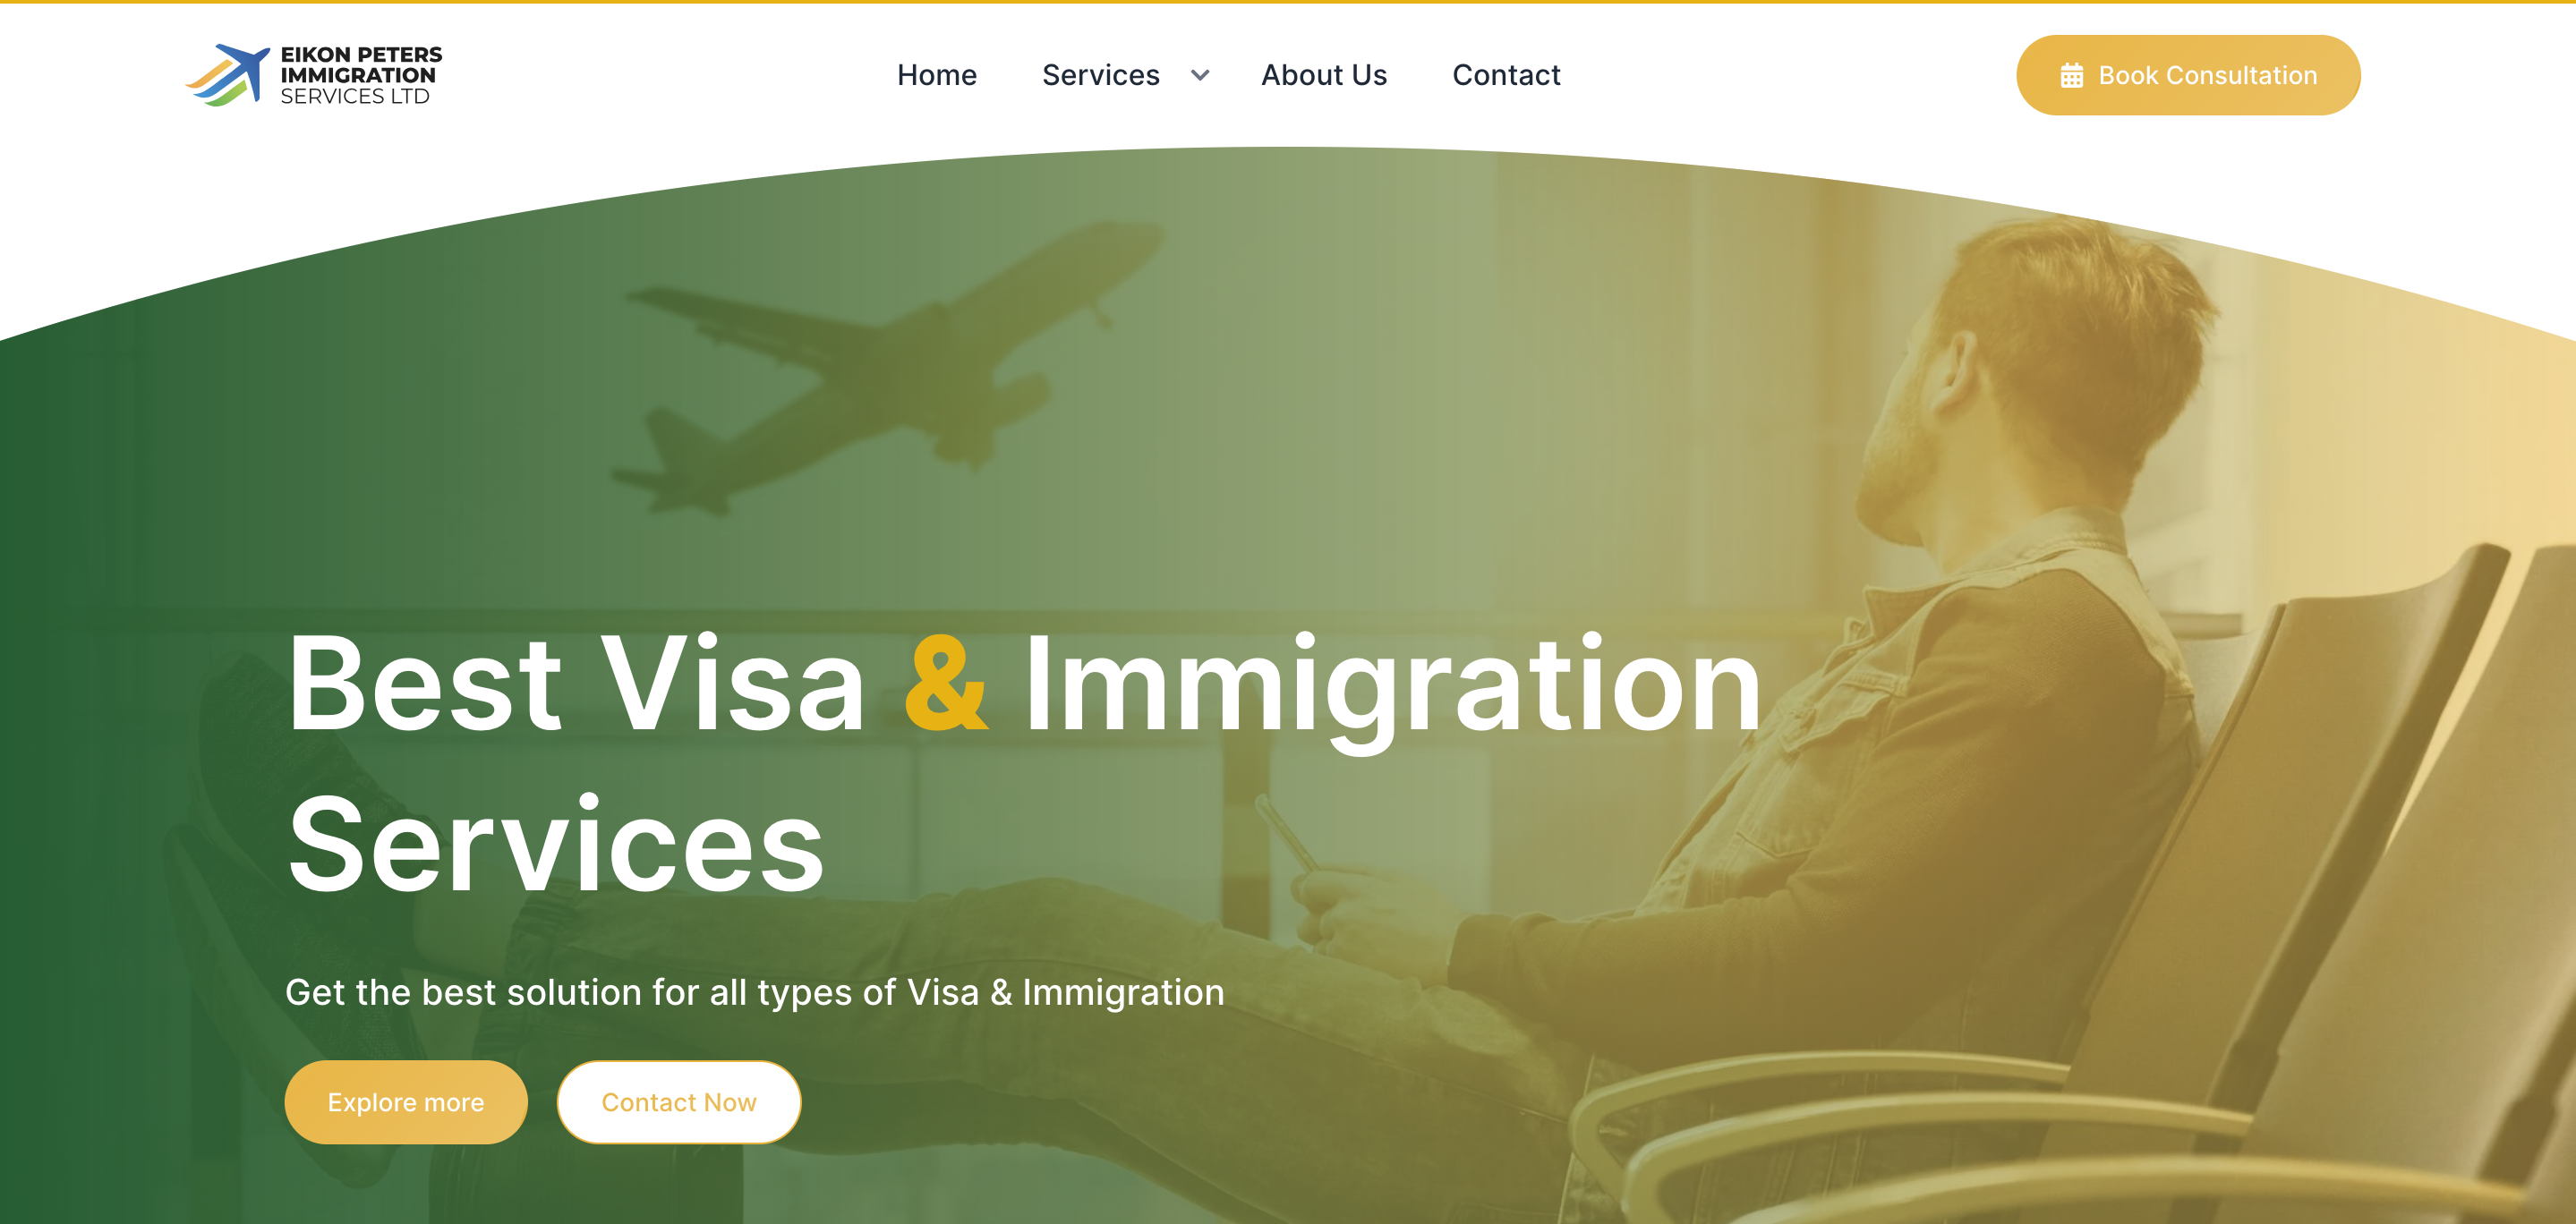 EIKON PETERS
IMMIGRATION
SERVICES LTD
Home
Services
About Us
Contact
Book Consultation
Best Visa & Immigration
Services
Get the best solution for all types of Visa & Immigration
Explore more
Contact Now